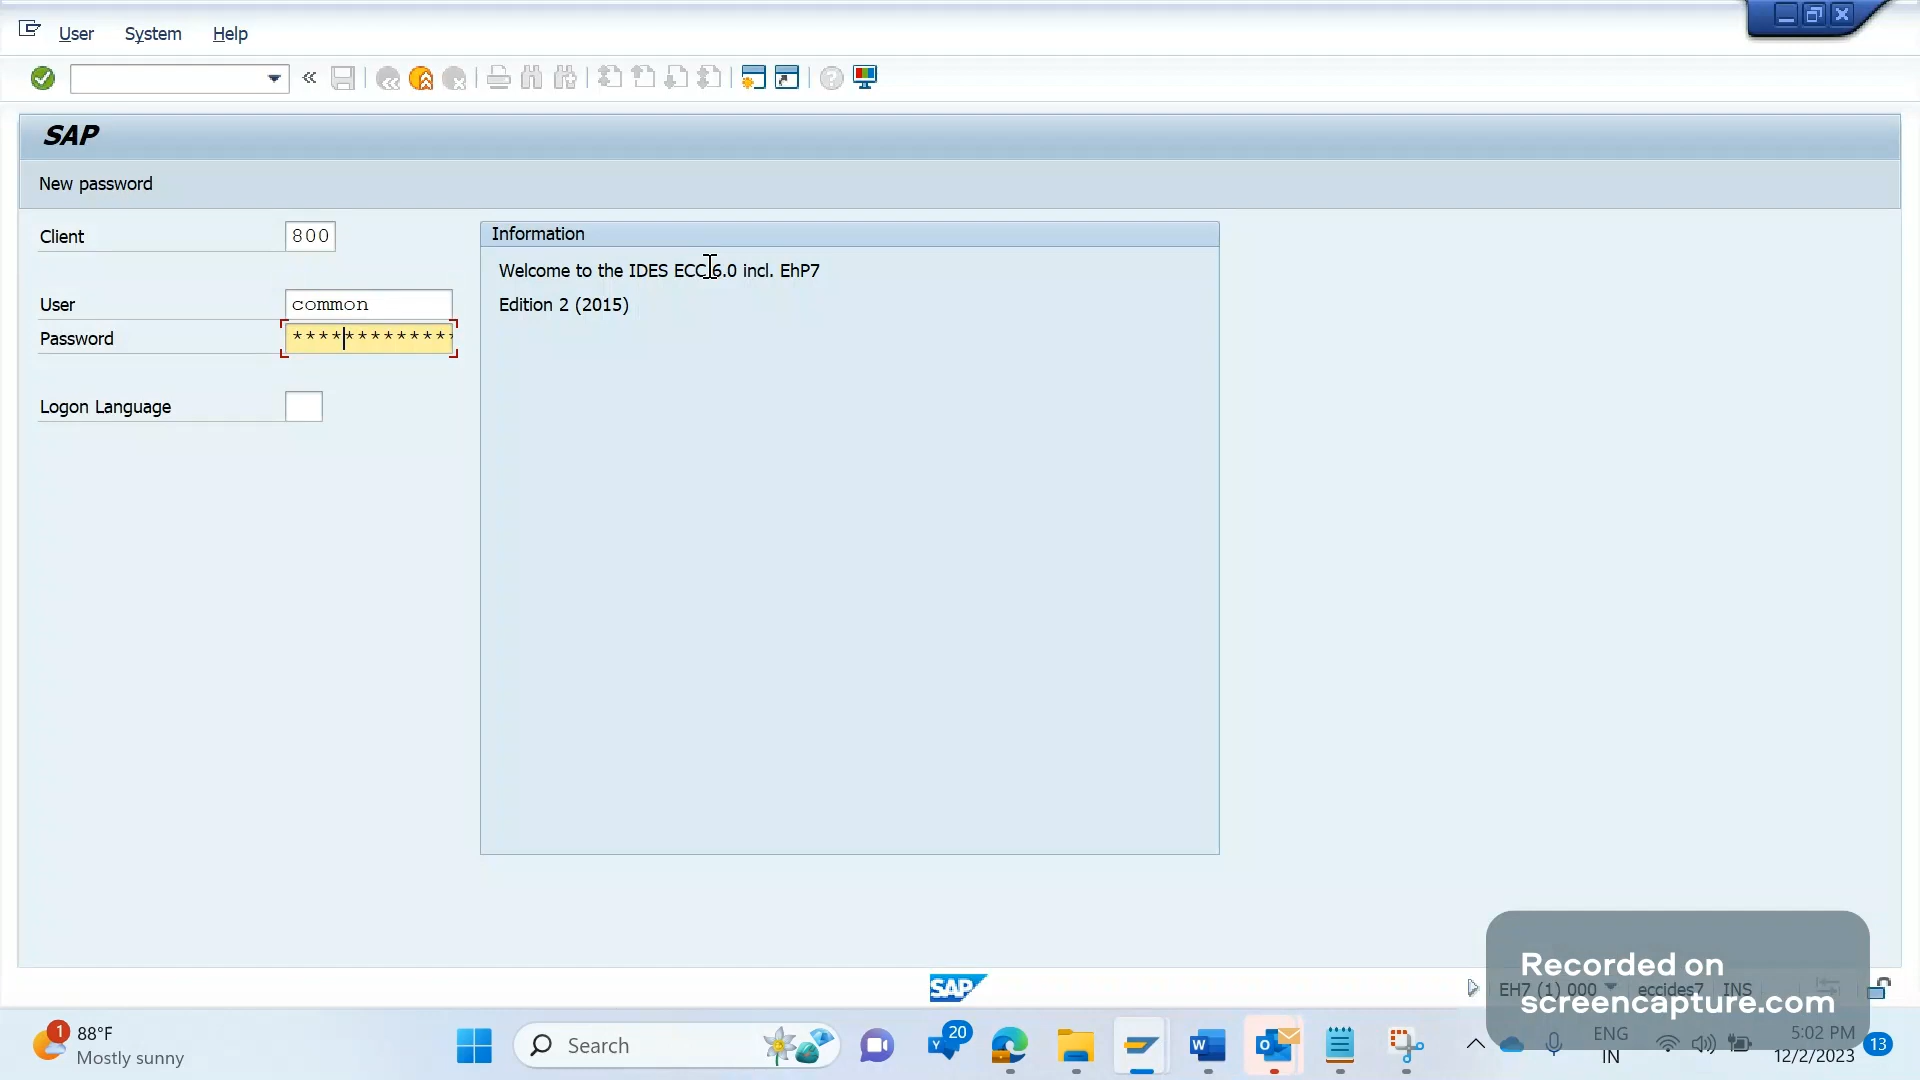 User System Help
SAP
New password
Client 800
Information
Welcome to the IDES ECC 6.0 incl. EhP7
Edition 2 (2015)
User common
Password *************
Logon Language
SAP
EH7 (1) 000 eccides7 INS
Recorded on
screencapture.com
1
88°F
Mostly sunny
Search
20
ENG
IN
5:02 PM
12/2/2023
13